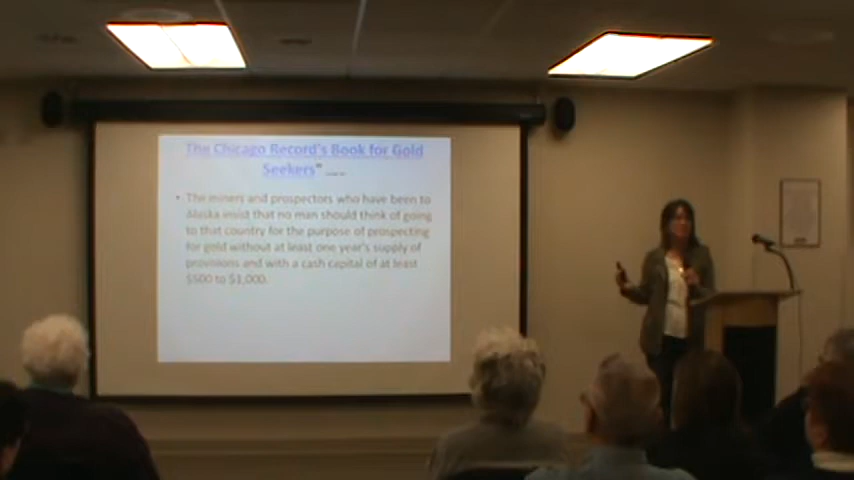 The Chicago Record's Book for Gold
Seekers"
• The miners and prospectors who have been to
Alaska insist that no man should think of going
to that country for the purpose of prospecting
for gold without at least one year's supply of
provisions and with a cash capital of at least
$500 to $1,000.